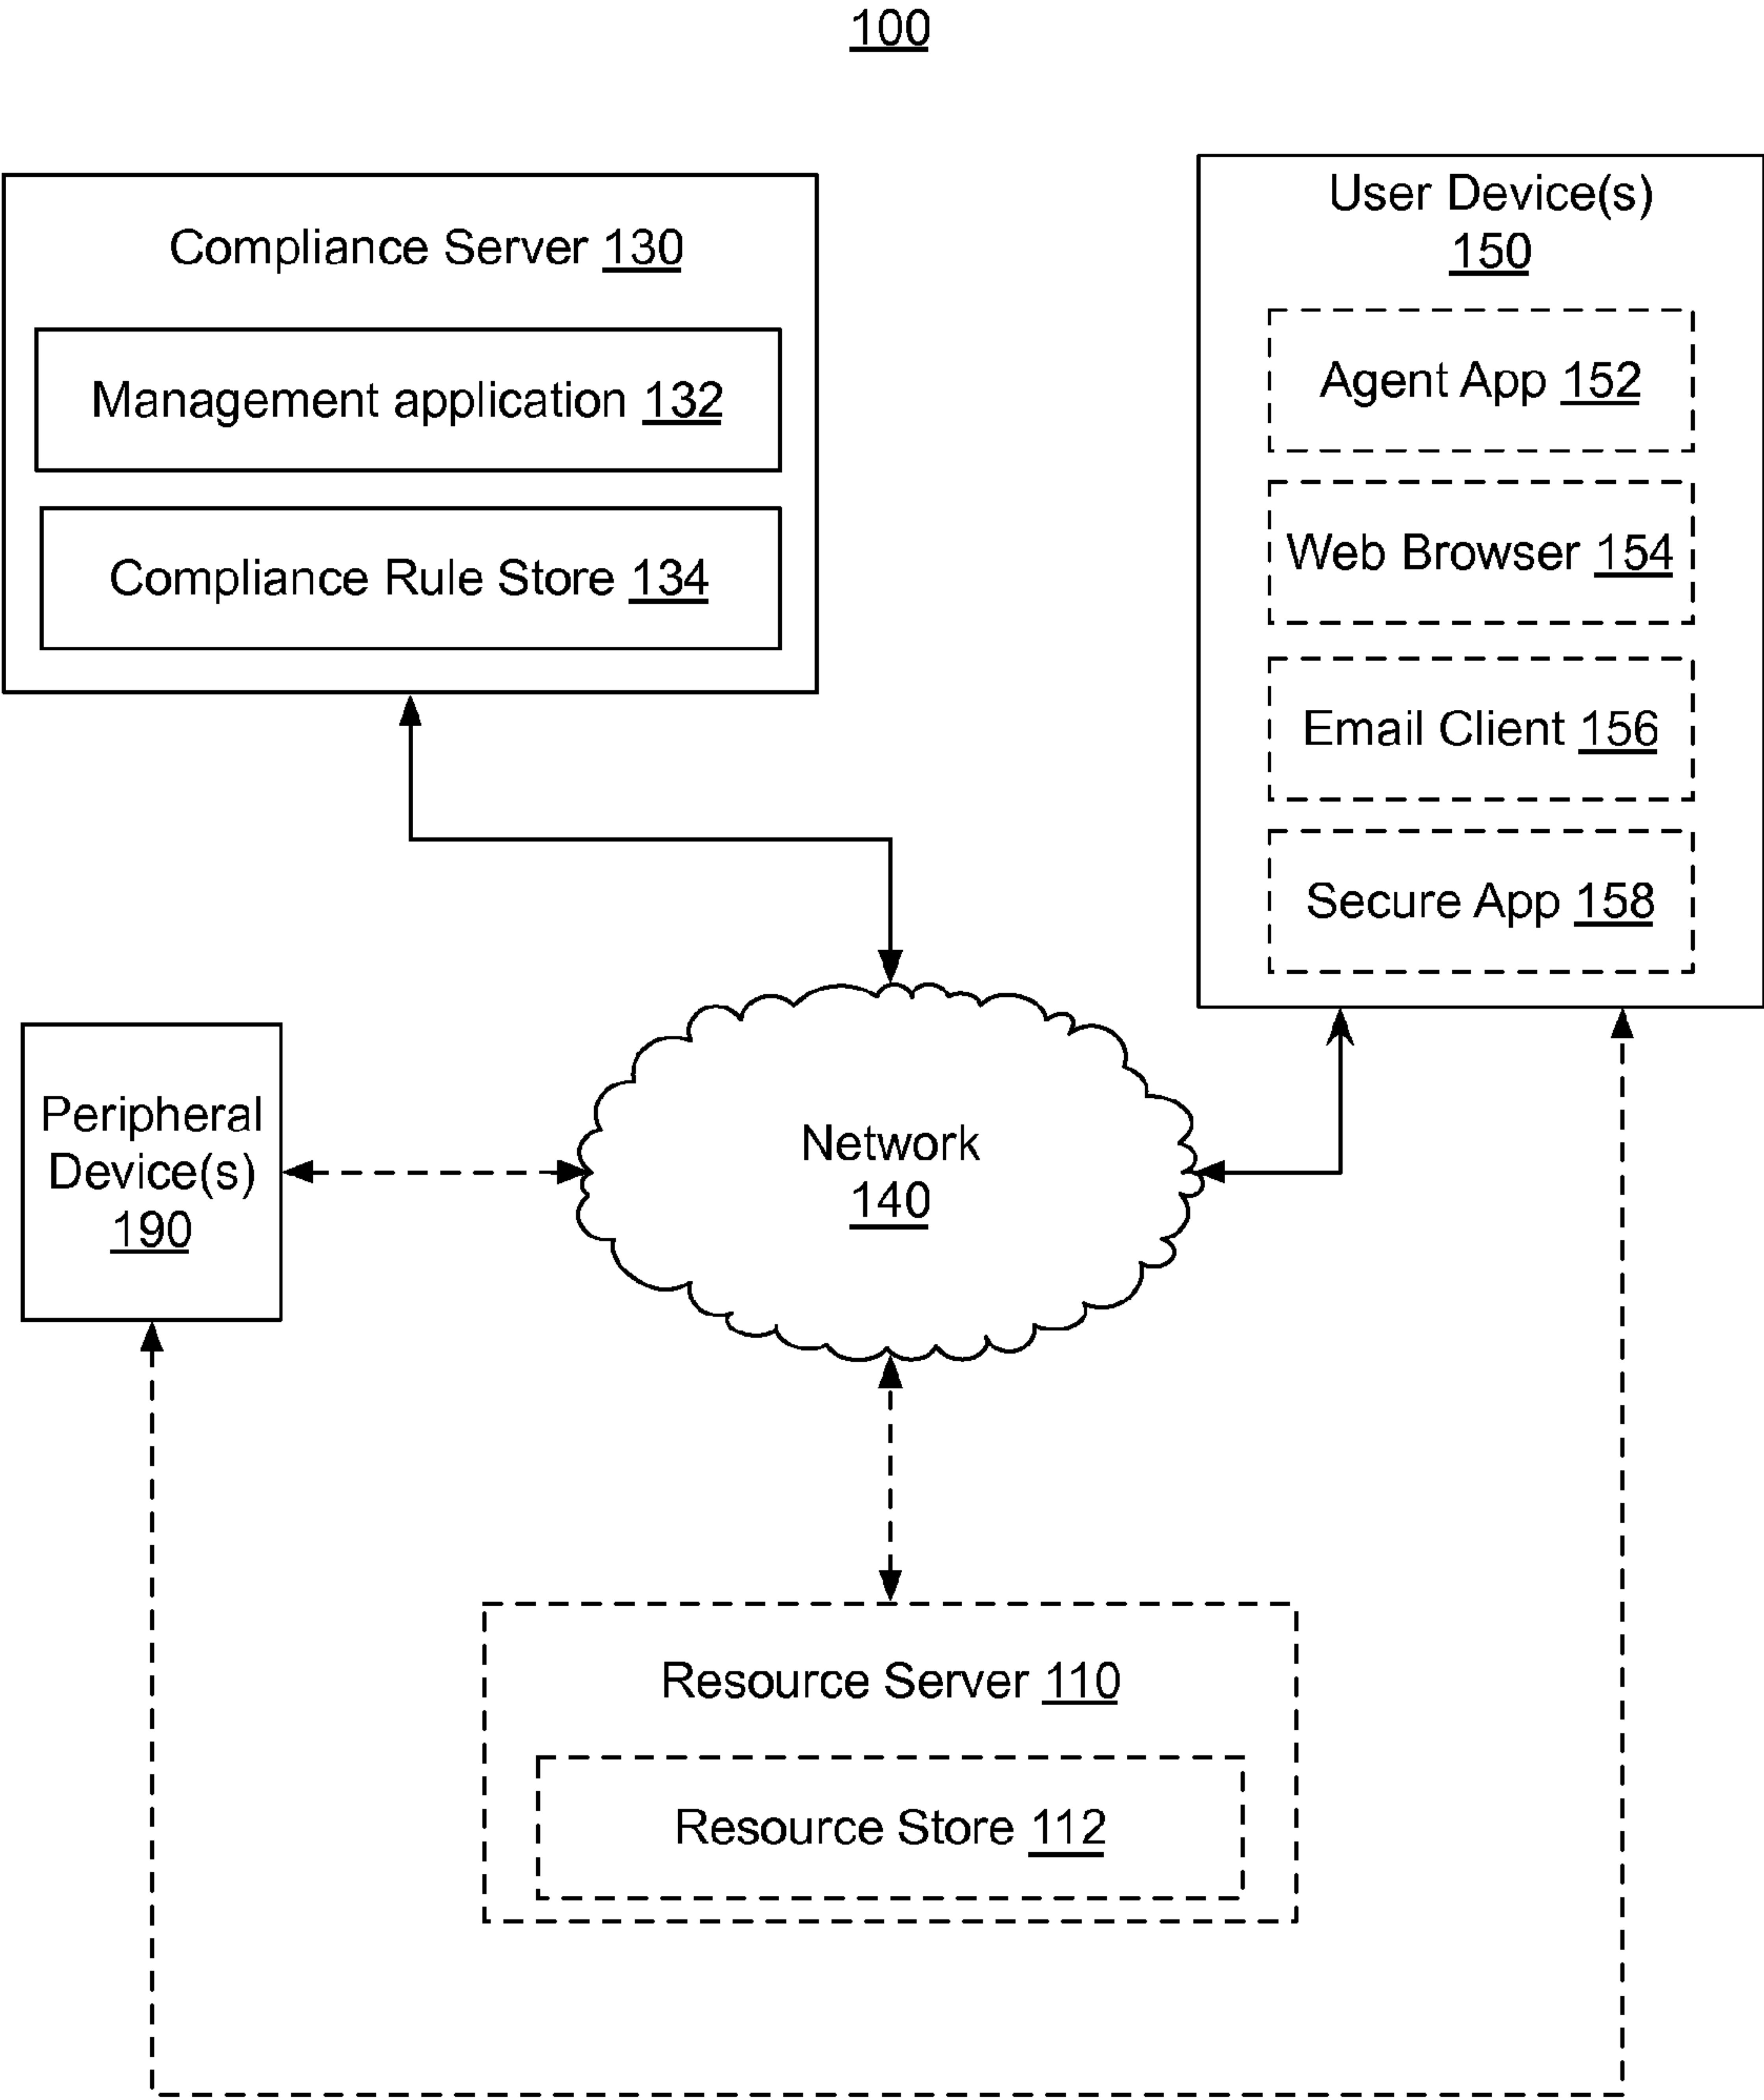 100
Compliance Server 130
Management application 132
Compliance Rule Store 134
User Device(s)
150
Agent App 152
Web Browser 154
Email Client 156
Secure App 158
Peripheral
Device(s)
190
Network
140
Resource Server 110
Resource Store 112